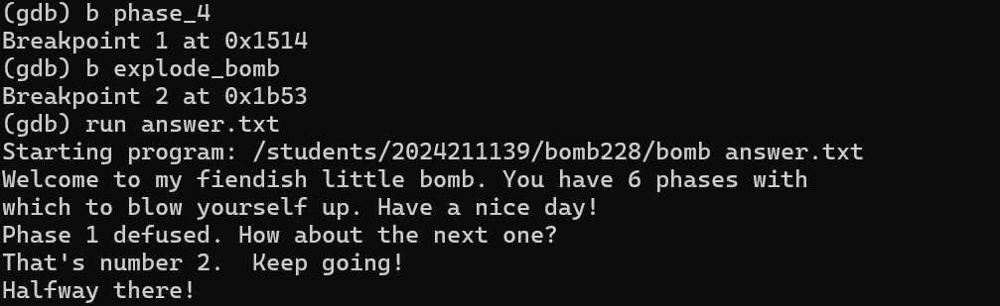 (gdb) b phase_4
Breakpoint 1 at 0x1514
(gdb) b explode_bomb
Breakpoint 2 at 0x1b53
(gdb) run answer.txt
Starting program: /students/2024211139/bomb228/bomb answer.txt
Welcome to my fiendish little bomb. You have 6 phases with
which to blow yourself up. Have a nice day!
Phase 1 defused. How about the next one?
That's number 2.  Keep going!
Halfway there!